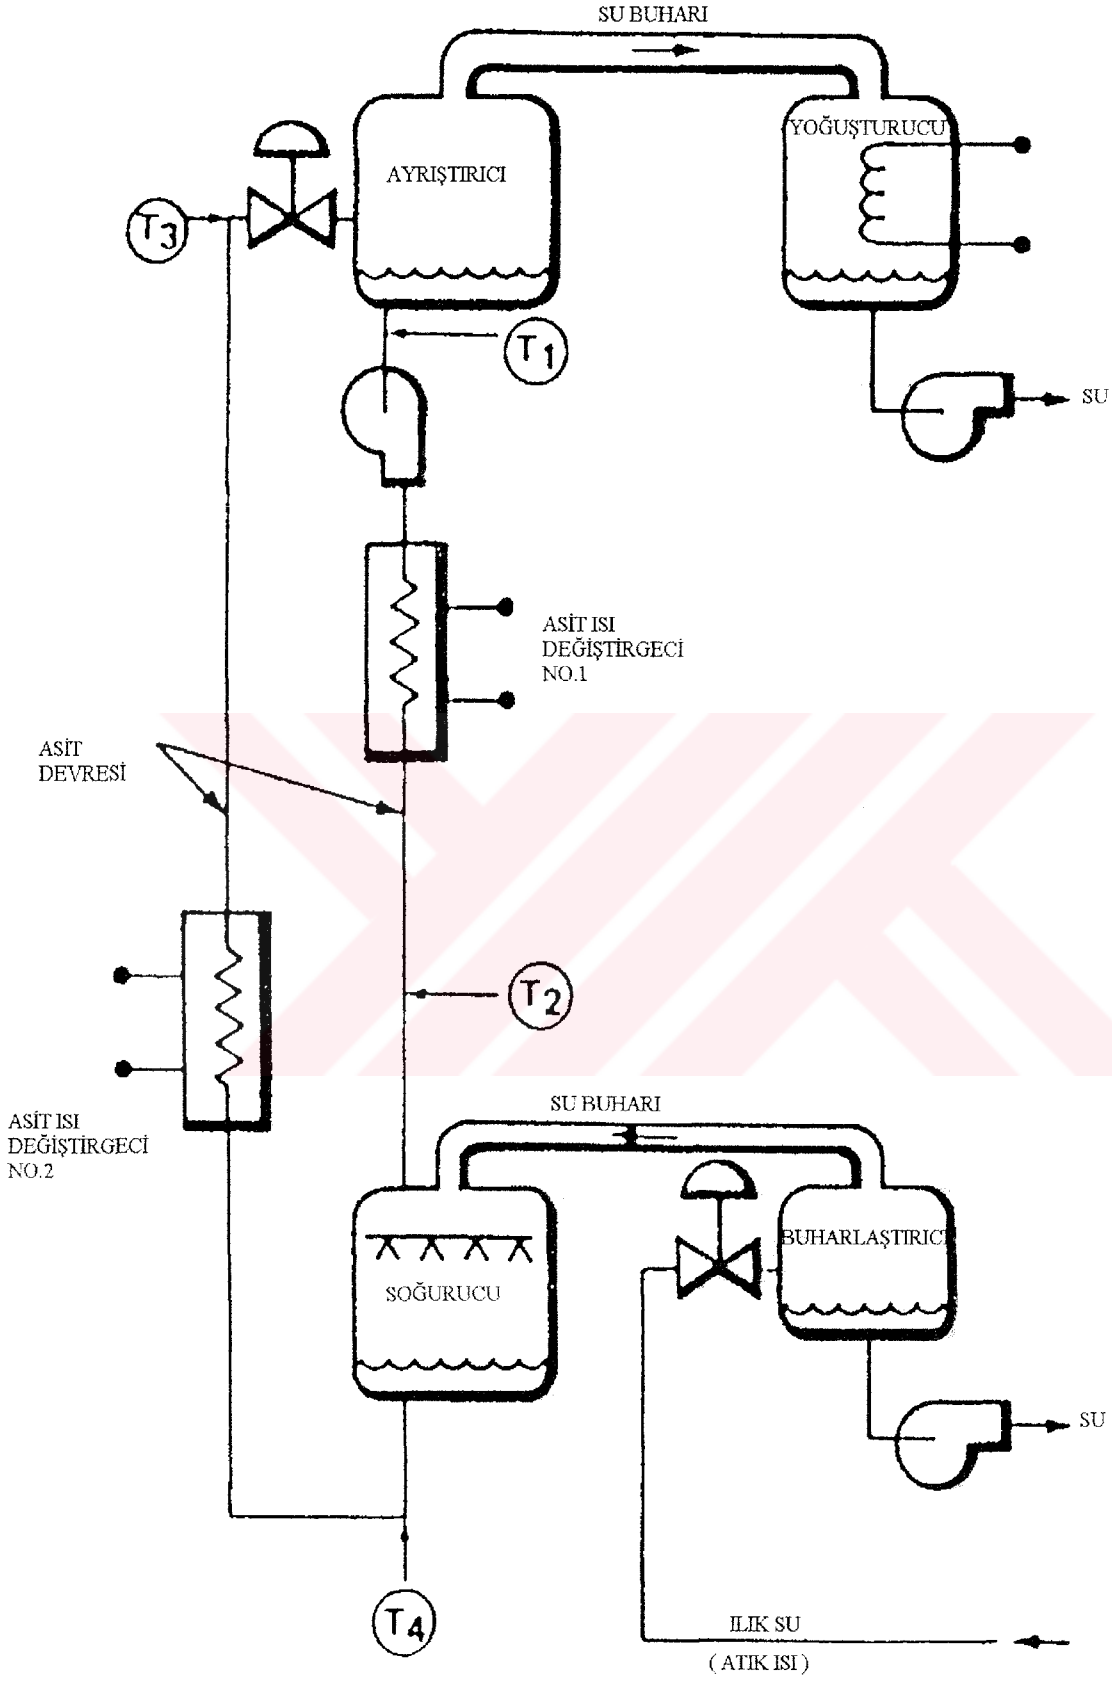 SU BUHARI
YOĞUŞTURUCU
AYRIŞTIRICI
T3
T1
SU
ASİT ISI
DEĞİŞTİRGECİ
NO.1
ASİT
DEVRESİ
T2
SU BUHARI
ASİT ISI
DEĞİŞTİRGECİ
NO.2
BUHARLAŞTIRICI
SOĞURUCU
SU
T4
ILIK SU
( ATIK ISI )